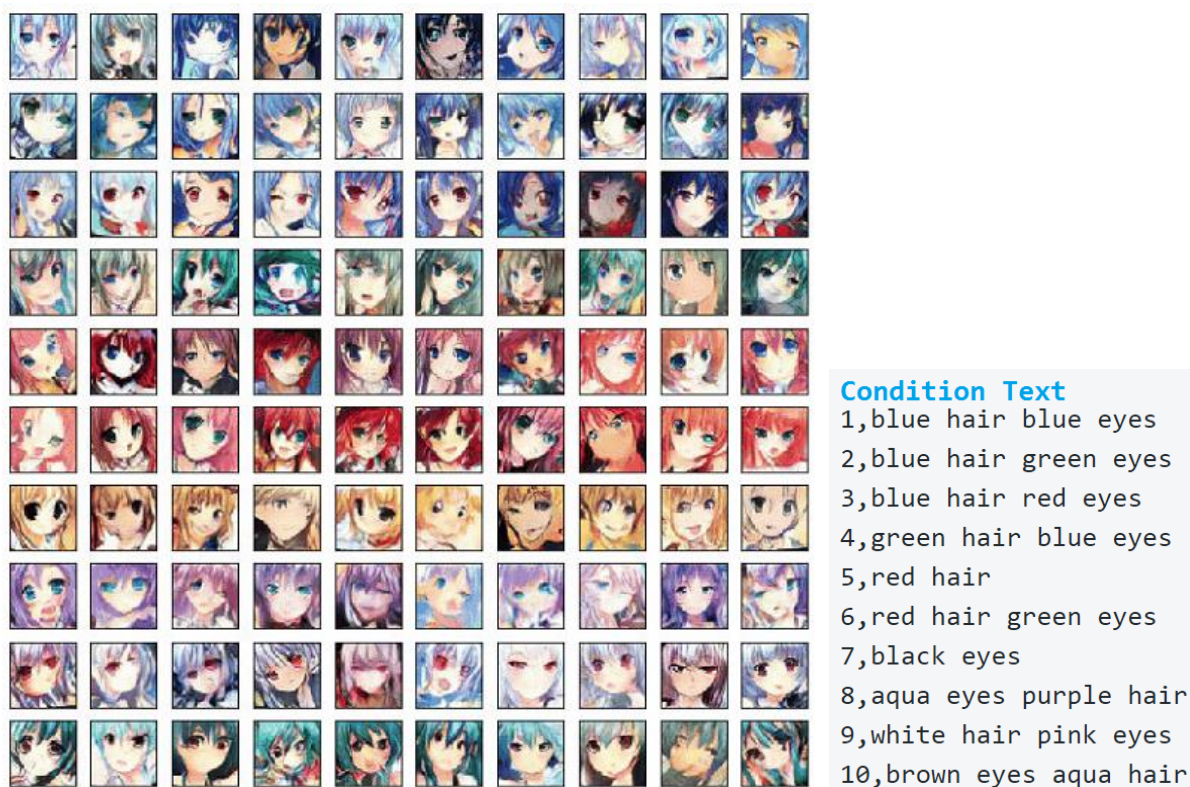 Condition Text
1,blue hair blue eyes
2,blue hair green eyes
3,blue hair red eyes
4,green hair blue eyes
5,red hair
6,red hair green eyes
7,black eyes
8,aqua eyes purple hair
9,white hair pink eyes
10,brown eyes aqua hair